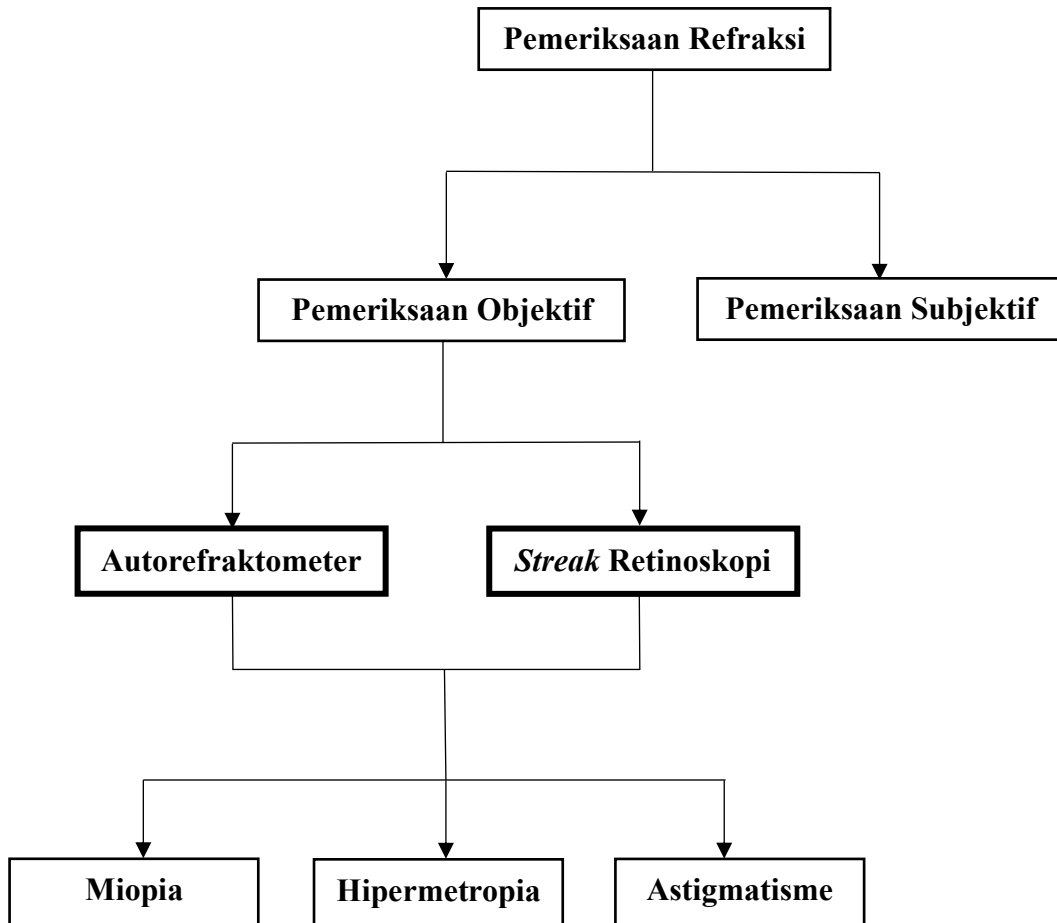 Pemeriksaan Refraksi
Pemeriksaan Objektif
Pemeriksaan Subjektif
Autorefraktometer
Streak Retinoskopi
Miopia
Hipermetropia
Astigmatisme